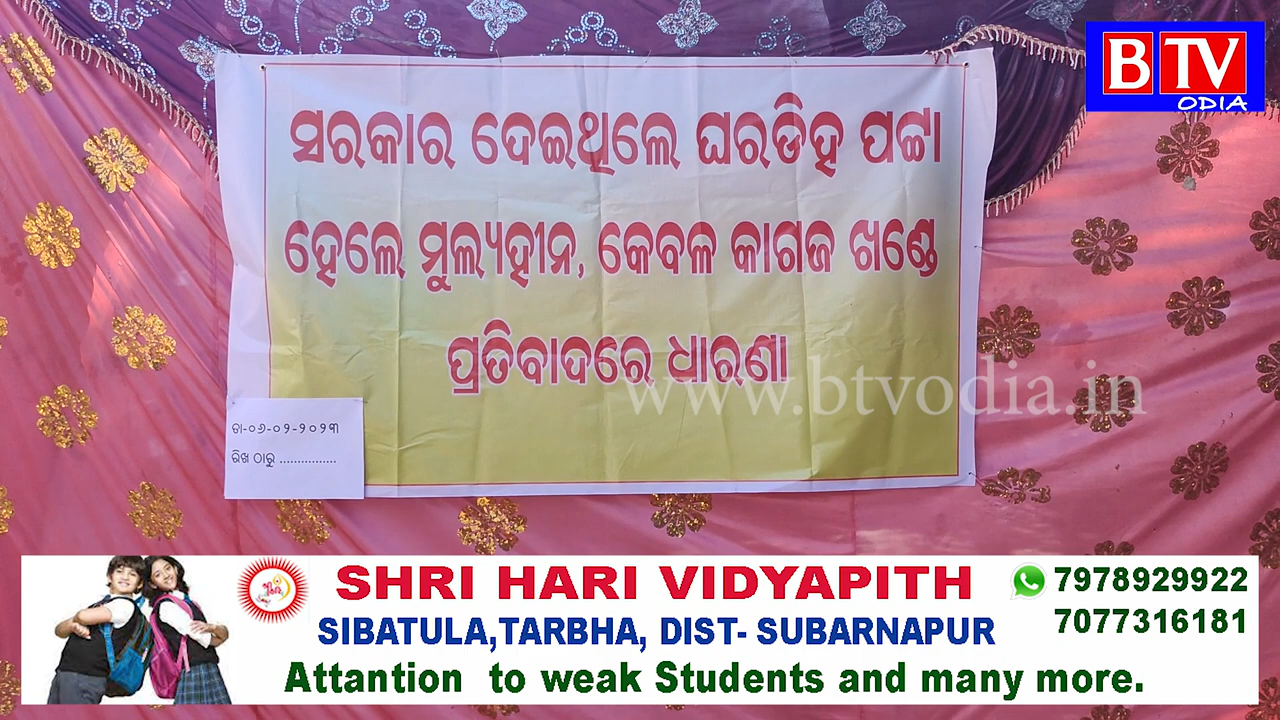 BTV
ODIA
ସରକାର ଦେଇଥିଲେ ଘରଡିହ ପଟ୍ଟା
ହେଲେ ମୁଲ୍ୟହୀନ, କେବଳ କାଗଜ ଖଣ୍ଡେ
ପ୍ରତିବାଦରେ ଧାରଣା
www.btvodia.in
ତା-୦୬-୦୨-୨୦୨୩
ରିଖ ଠାରୁ ................
SHRI HARI VIDYAPITH
7978929922
SIBATULA,TARBHA, DIST- SUBARNAPUR
7077316181
Attantion to weak Students and many more.